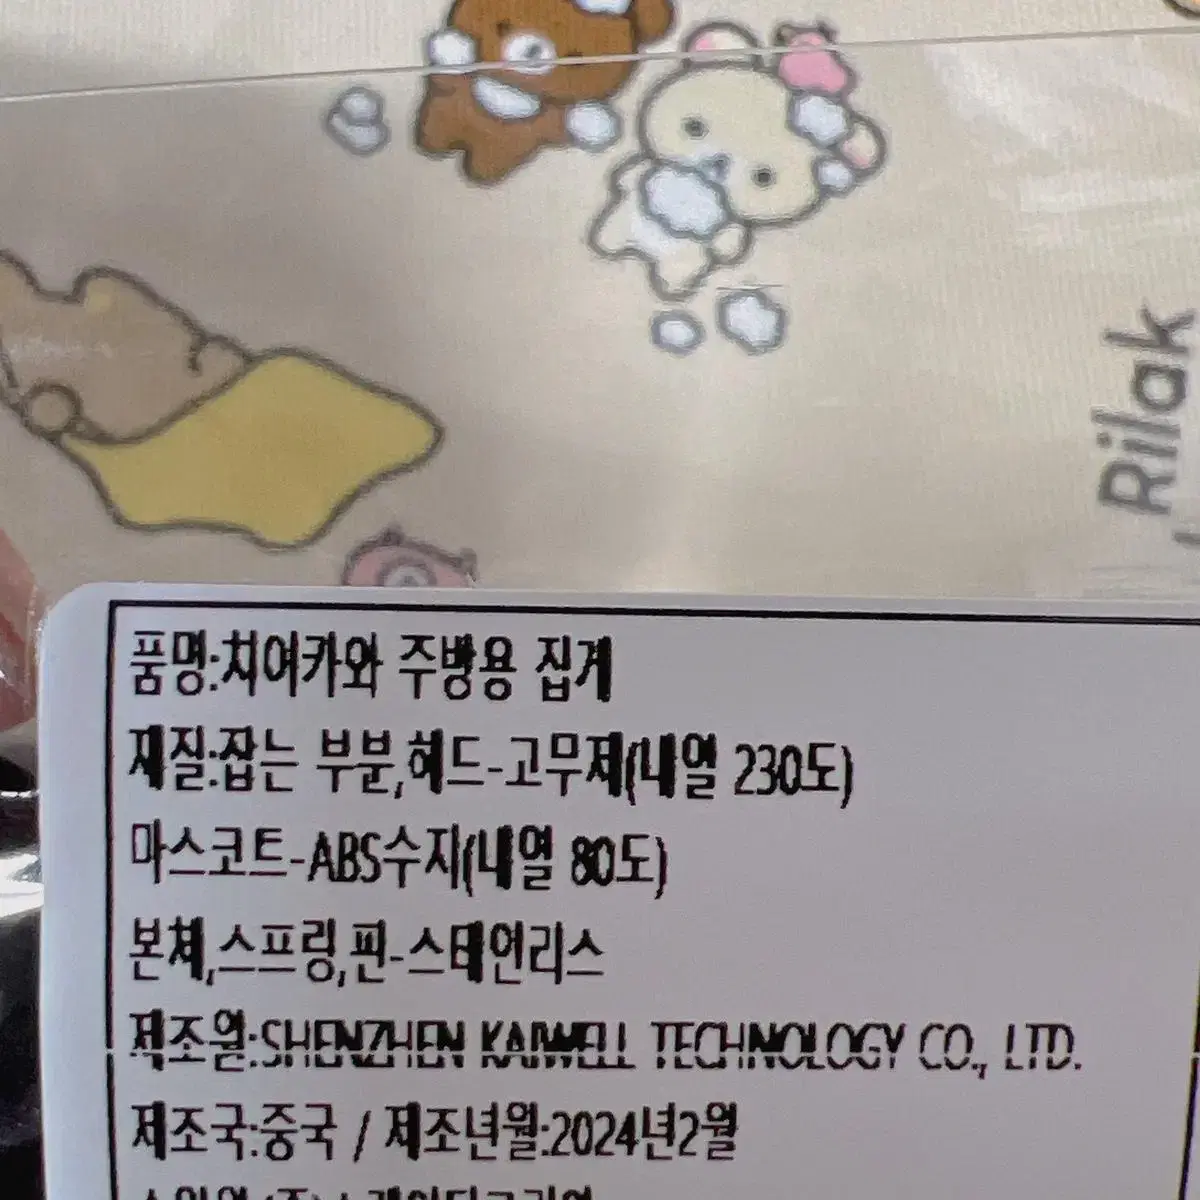 Rilak
품명:치이카와 주방용 집게
재질:잡는 부분,헤드-고무제(내열 230도)
마스코트-ABS수지(내열 80도)
본체,스프링,핀-스테인리스
제조원:SHENZHEN KAIWELL TECHNOLOGY CO., LTD.
제조국:중국 / 제조년월:2024년2월